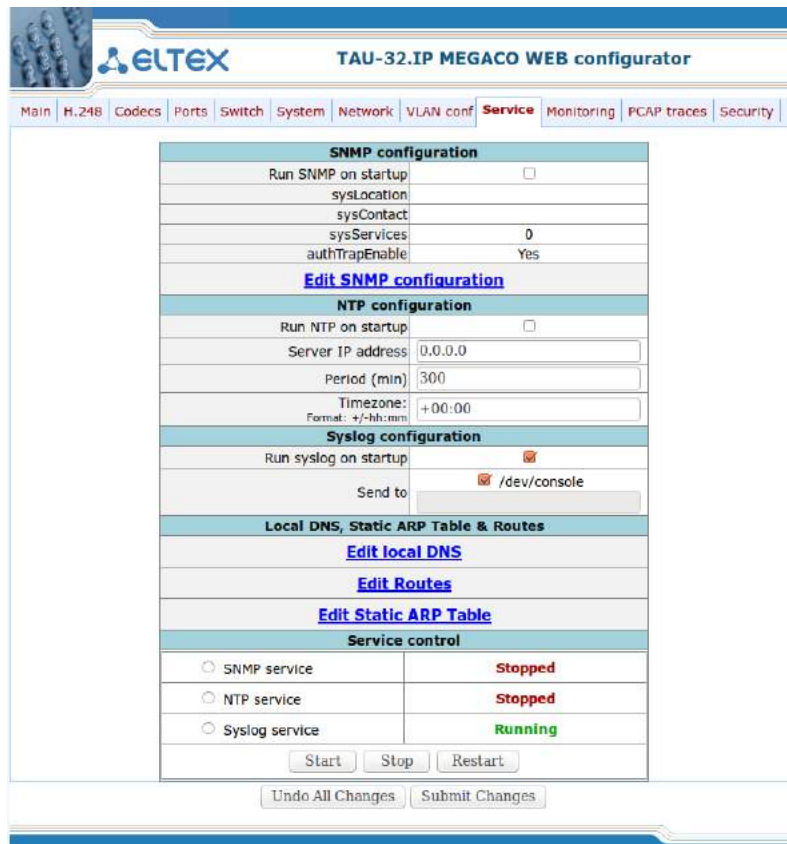 ELTEX
TAU-32.IP MEGACO WEB configurator
Main H.248 Codecs Ports Switch System Network VLAN conf Service Monitoring PCAP traces Security
SNMP configuration
Run SNMP on startup
sysLocation
sysContact
sysServices 0
authTrapEnable Yes
Edit SNMP configuration
NTP configuration
Run NTP on startup
Server IP address 0.0.0.0
Period (min) 300
Timezone:
Format: +/-hh:mm +00:00
Syslog configuration
Run syslog on startup
/dev/console
Send to
Local DNS, Static ARP Table & Routes
Edit local DNS
Edit Routes
Edit Static ARP Table
Service control
SNMP service Stopped
NTP service Stopped
Syslog service Running
Start Stop Restart
Undo All Changes Submit Changes